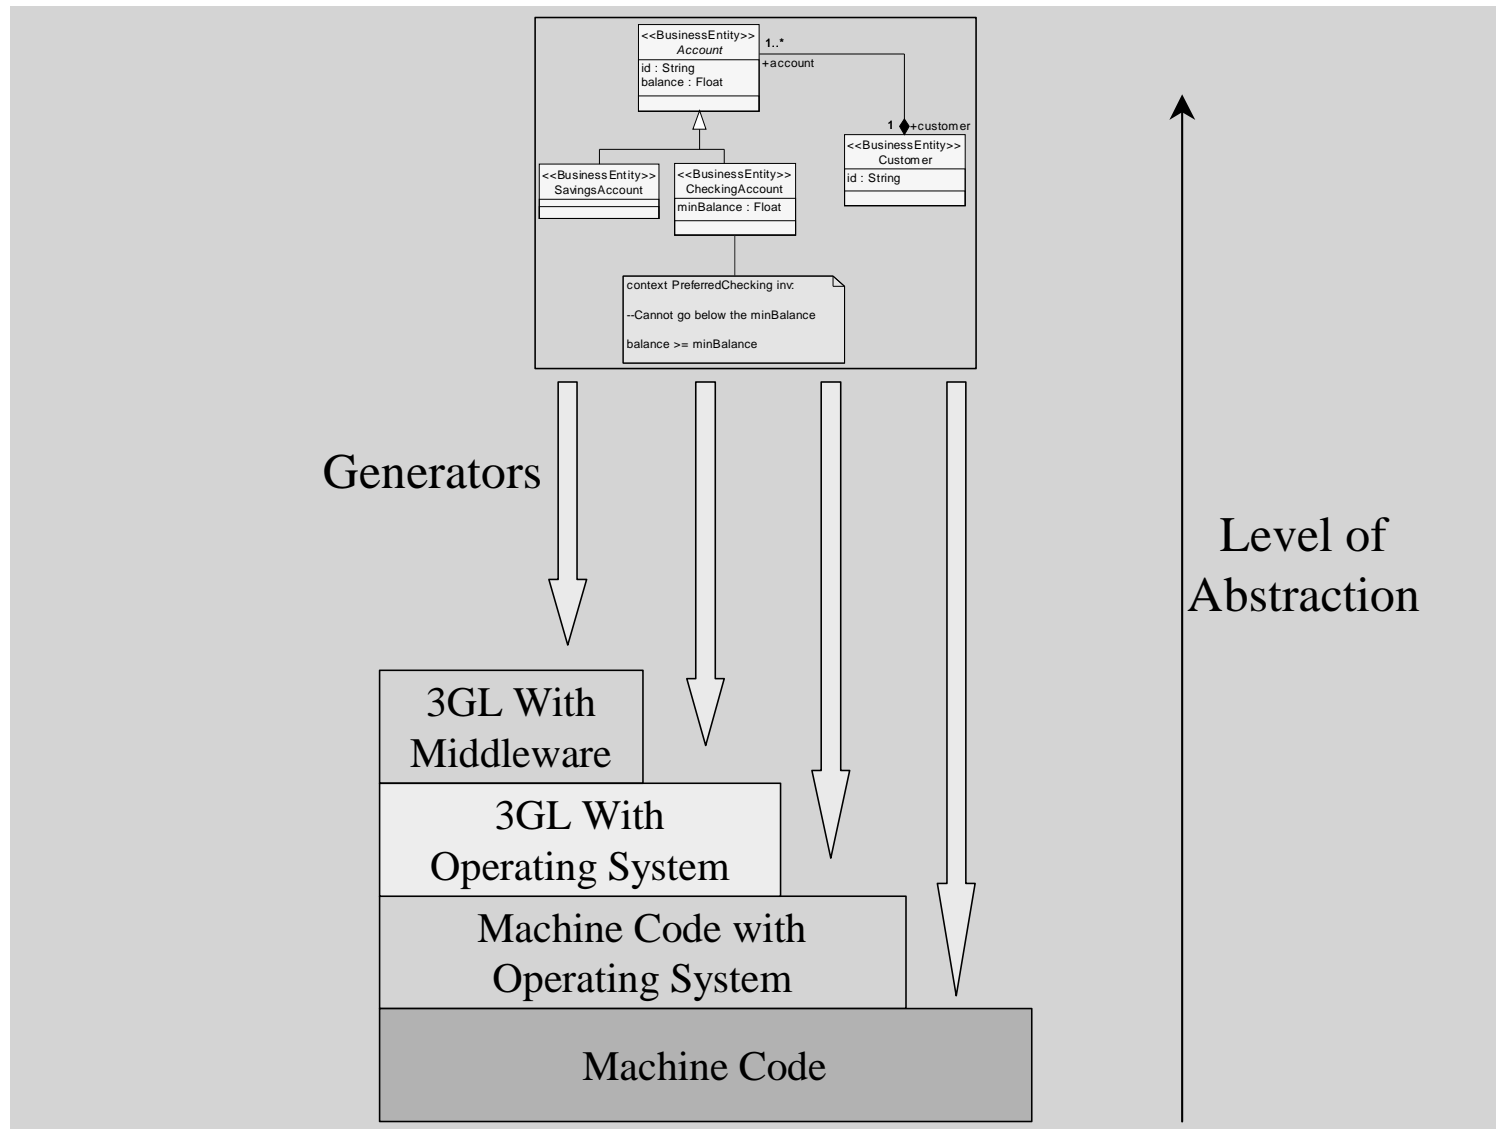 <<BusinessEntity>>
Account
id : String
balance : Float
1..*
+account
1
+customer
<<BusinessEntity>>
Customer
id : String
<<BusinessEntity>>
SavingsAccount
<<BusinessEntity>>
CheckingAccount
minBalance : Float
context PreferredChecking inv:
--Cannot go below the minBalance
balance >= minBalance
Generators
Level of
Abstraction
3GL With
Middleware
3GL With
Operating System
Machine Code with
Operating System
Machine Code